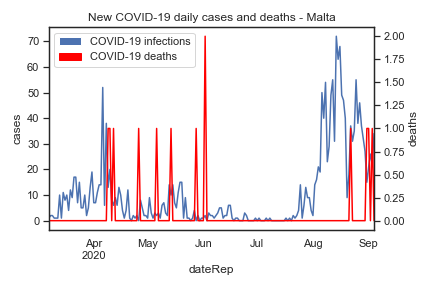 New COVID-19 daily cases and deaths - Malta
COVID-19 infections
COVID-19 deaths
70
60
50
40
30
20
10
0
cases
2.00
1.75
1.50
1.25
1.00
0.75
0.50
0.25
0.00
deaths
Apr May Jun Jul Aug Sep
2020
dateRep